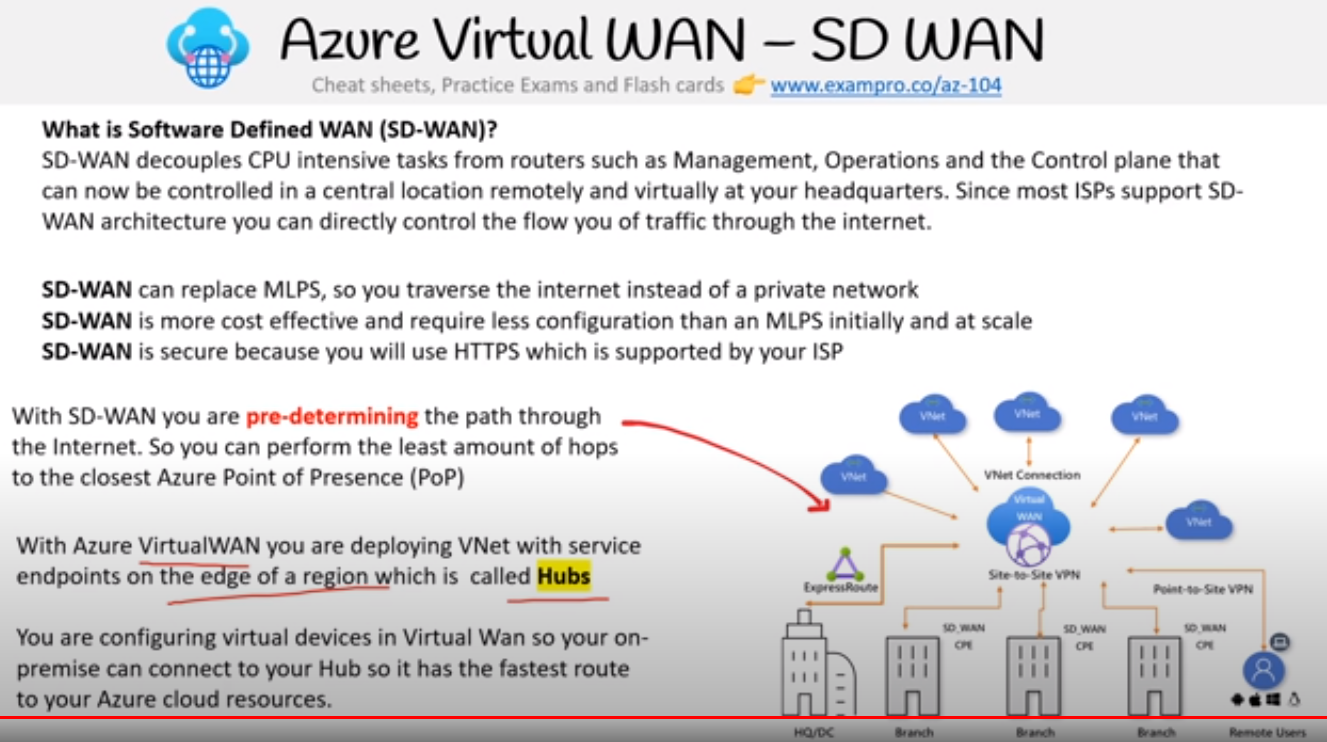 Azure Virtual WAN – SD WAN
Cheat sheets, Practice Exams and Flash cards 👉 www.exampro.co/az-104
What is Software Defined WAN (SD-WAN)?
SD-WAN decouples CPU intensive tasks from routers such as Management, Operations and the Control plane that
can now be controlled in a central location remotely and virtually at your headquarters. Since most ISPs support SD-
WAN architecture you can directly control the flow you of traffic through the internet.
SD-WAN can replace MLPS, so you traverse the internet instead of a private network
SD-WAN is more cost effective and require less configuration than an MLPS initially and at scale
SD-WAN is secure because you will use HTTPS which is supported by your ISP
With SD-WAN you are pre-determining the path through
the Internet. So you can perform the least amount of hops
to the closest Azure Point of Presence (PoP)
With Azure VirtualWAN you are deploying VNet with service
endpoints on the edge of a region which is called Hubs
You are configuring virtual devices in Virtual Wan so your on-
premise can connect to your Hub so it has the fastest route
to your Azure cloud resources.
VNet
VNet
VNet
VNet
VNet Connection
Virtual
WAN
VNet
Site-to-Site VPN
ExpressRoute
Point-to-Site VPN
SD_WAN
CPE
SD_WAN
CPE
SD_WAN
CPE
HQ/DC
Branch
Branch
Branch
Remote Users